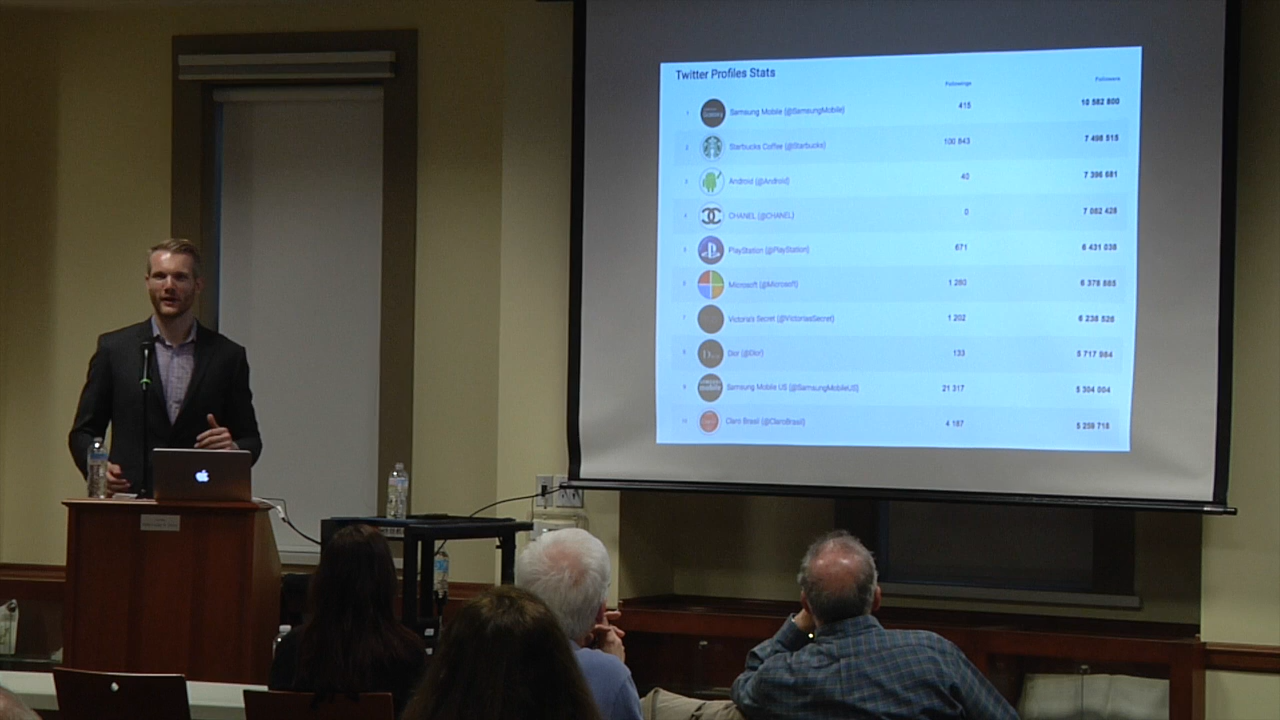 Twitter Profiles Stats
Followings Followers
1 Samsung Mobile (@SamsungMobile) 415 10 582 800
2 Starbucks Coffee (@Starbucks) 100 843 7 498 515
3 Android (@Android) 40 7 396 681
4 CHANEL (@CHANEL) 0 7 082 428
5 PlayStation (@PlayStation) 671 6 431 038
6 Microsoft (@Microsoft) 1 280 6 378 885
7 Victoria's Secret (@VictoriasSecret) 1 202 6 238 526
8 Dior (@Dior) 133 5 717 984
9 Samsung Mobile US (@SamsungMobileUS) 21 317 5 304 004
10 Claro Brasil (@ClaroBrasil) 4 187 5 259 718